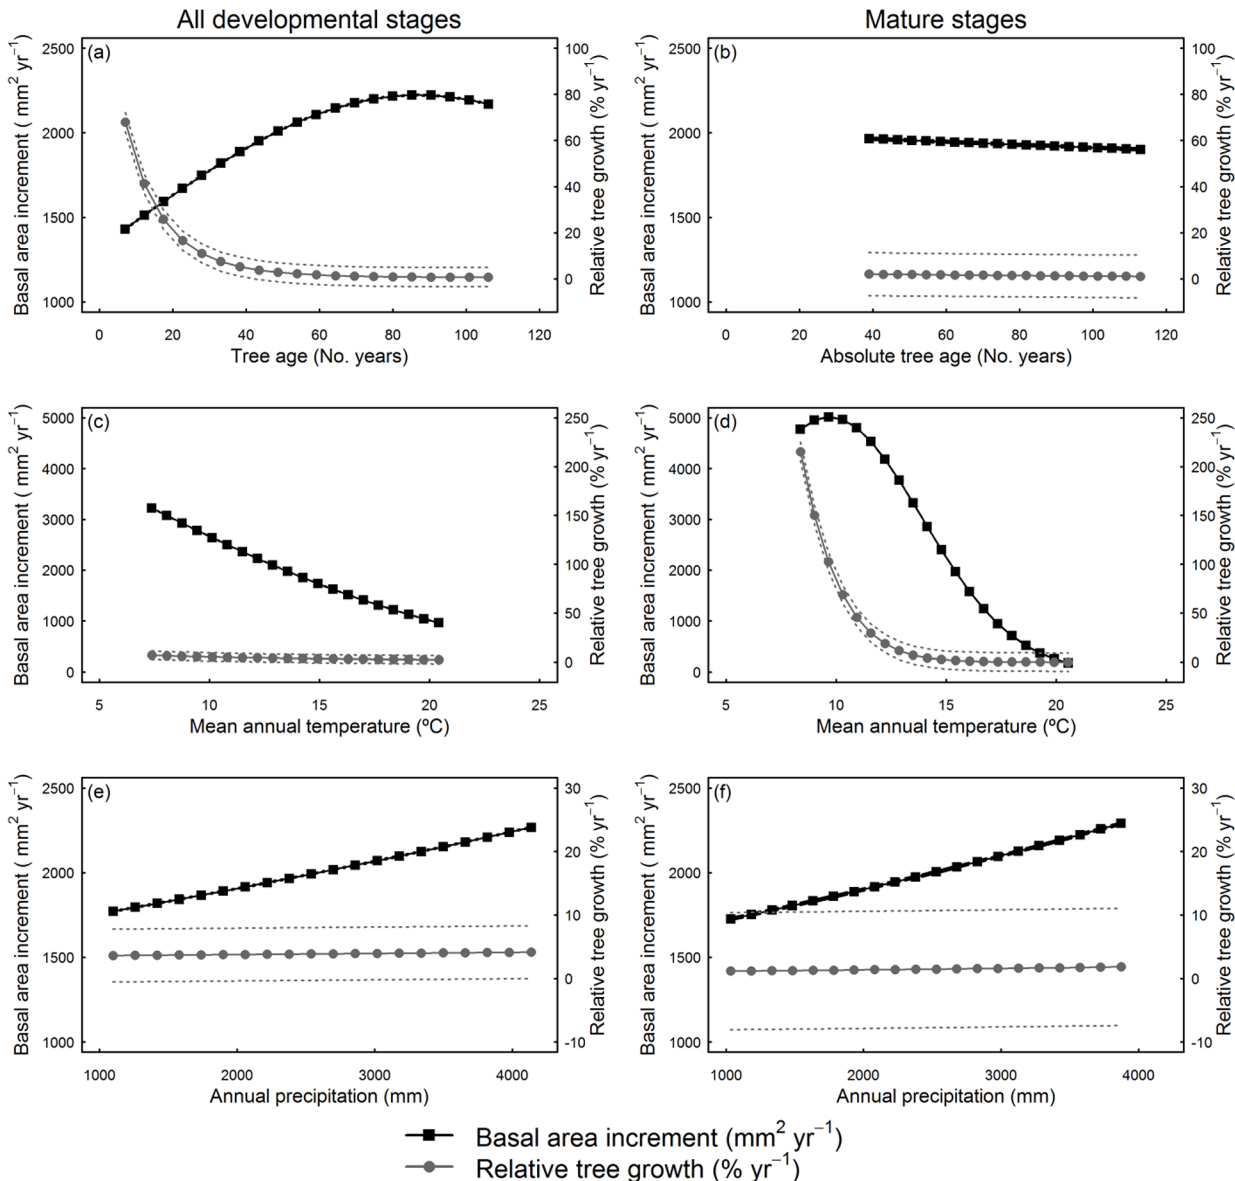 All developmental stages
Mature stages
(a)
2500
2000
1500
1000
Basal area increment ( mm² yr⁻¹)
100
80
60
40
20
0
Relative tree growth (% yr⁻¹)
0 20 40 60 80 100 120
Tree age (No. years)
(b)
2500
2000
1500
1000
Basal area increment ( mm² yr⁻¹)
100
80
60
40
20
0
Relative tree growth (% yr⁻¹)
0 20 40 60 80 100 120
Absolute tree age (No. years)
(c)
5000
4000
3000
2000
1000
0
Basal area increment ( mm² yr⁻¹)
250
200
150
100
50
0
Relative tree growth (% yr⁻¹)
5 10 15 20 25
Mean annual temperature (ºC)
(d)
5000
4000
3000
2000
1000
0
Basal area increment ( mm² yr⁻¹)
250
200
150
100
50
0
Relative tree growth (% yr⁻¹)
5 10 15 20 25
Mean annual temperature (ºC)
(e)
2500
2000
1500
1000
Basal area increment ( mm² yr⁻¹)
30
20
10
0
-10
Relative tree growth (% yr⁻¹)
1000 2000 3000 4000
Annual precipitation (mm)
(f)
2500
2000
1500
1000
Basal area increment ( mm² yr⁻¹)
30
20
10
0
-10
Relative tree growth (% yr⁻¹)
1000 2000 3000 4000
Annual precipitation (mm)
Basal area increment (mm² yr⁻¹)
Relative tree growth (% yr⁻¹)